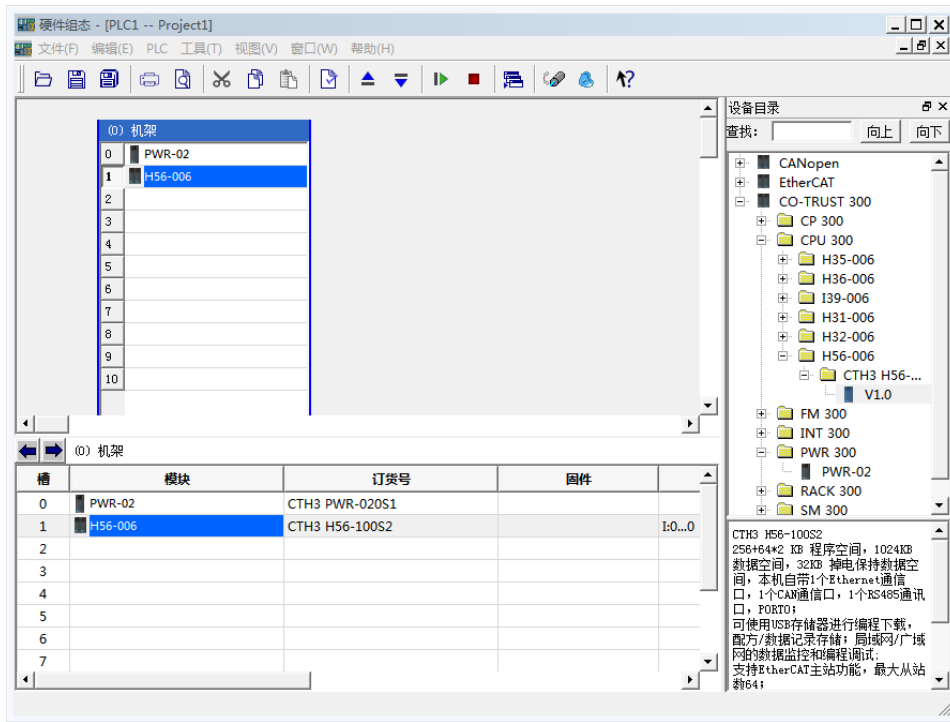 硬件组态 - [PLC1 -- Project1]
文件(F) 编辑(E) PLC 工具(T) 视图(V) 窗口(W) 帮助(H)
(0) 机架
0 PWR-02
1 H56-006
2
3
4
5
6
7
8
9
10
设备目录
查找: 向上 向下
CANopen
EtherCAT
CO-TRUST 300
CP 300
CPU 300
H35-006
H36-006
I39-006
H31-006
H32-006
H56-006
CTH3 H56-...
V1.0
FM 300
INT 300
PWR 300
PWR-02
RACK 300
SM 300
(0) 机架
槽 模块 订货号 固件
0 PWR-02 CTH3 PWR-020S1
1 H56-006 CTH3 H56-100S2 I:0...0
2
3
4
5
6
7
CTH3 H56-100S2
256+64*2 KB 程序空间，1024KB
数据空间，32KB 掉电保持数据空
间，本机自带1个Ethernet通信
口，1个CAN通信口，1个RS485通讯
口，PORT0；
可使用USB存储器进行编程下载，
配方/数据记录存储；局域网/广域
网的数据监控和编程调试；
支持EtherCAT主站功能，最大从站
数64；